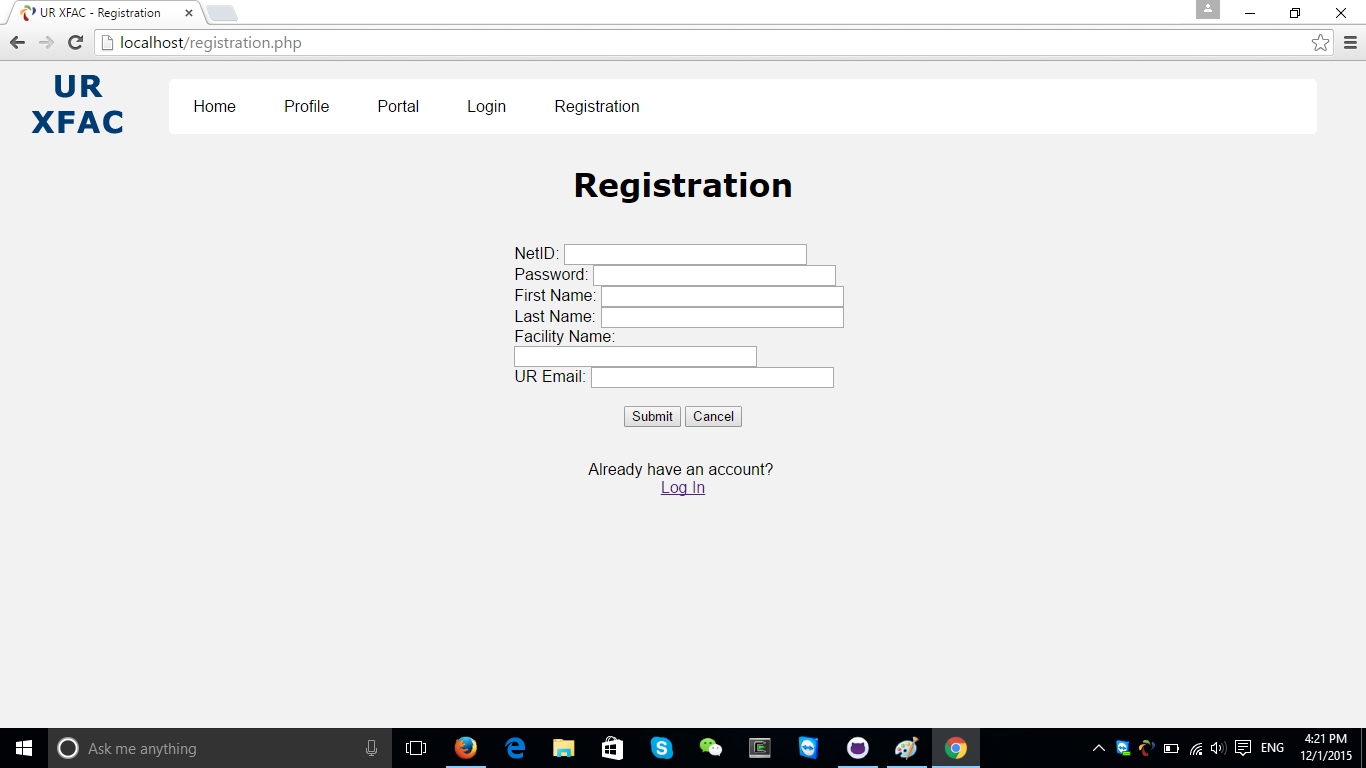 UR XFAC - Registration
localhost/registration.php
UR
XFAC
Home Profile Portal Login Registration
Registration
NetID:
Password:
First Name:
Last Name:
Facility Name:
UR Email:
Submit Cancel
Already have an account?
Log In
Ask me anything
ENG
4:21 PM
12/1/2015